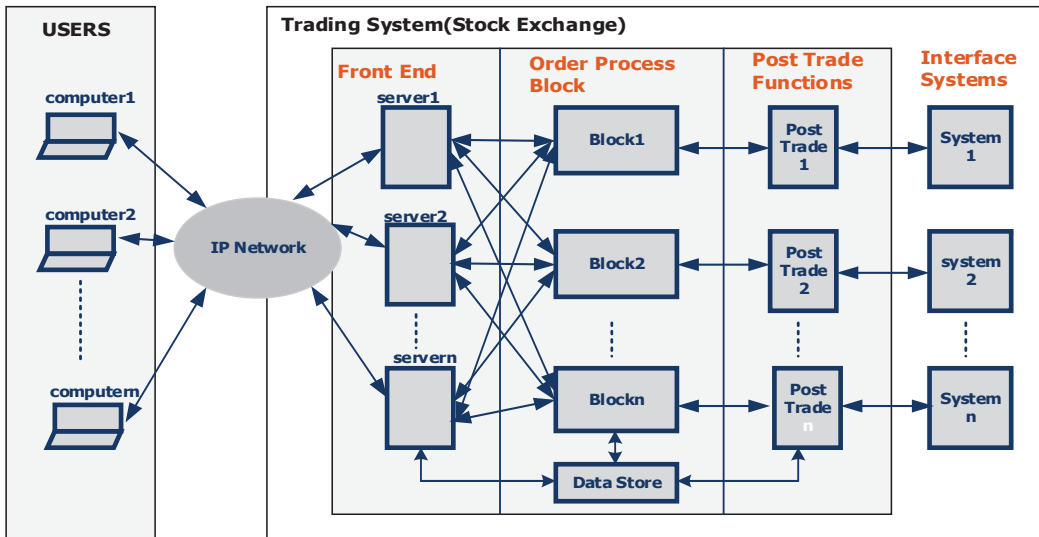 USERS
computer1
computer2
computern
IP Network
Trading System(Stock Exchange)
Front End
server1
server2
servern
Order Process
Block
Block1
Block2
Blockn
Data Store
Post Trade
Functions
Post
Trade
1
Post
Trade
2
Post
Trade
n
Interface
Systems
System
1
system
2
System
n